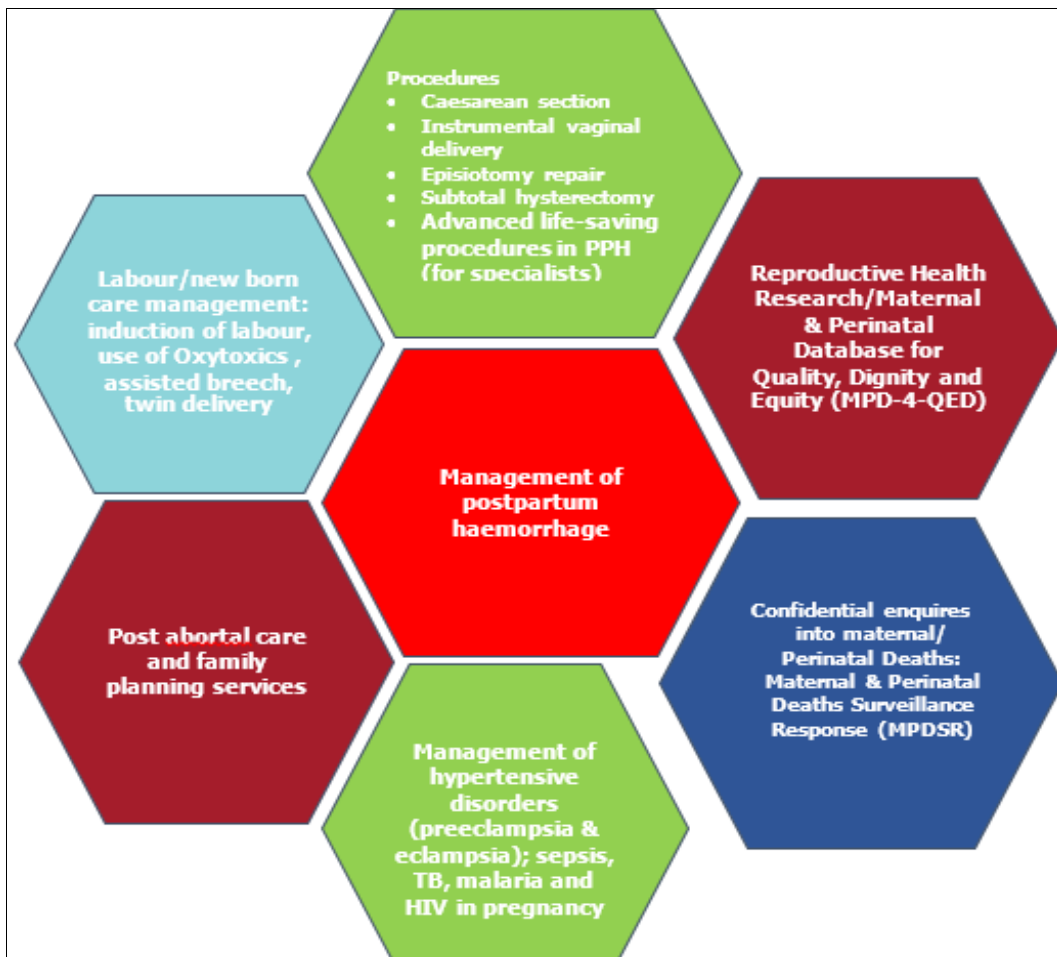 Procedures
• Caesarean section
• Instrumental vaginal
delivery
• Episiotomy repair
• Subtotal hysterectomy
• Advanced life-saving
procedures in PPH
(for specialists)
Labour/new born
care management:
induction of labour,
use of Oxytoxics ,
assisted breech,
twin delivery
Reproductive Health
Research/Maternal
& Perinatal
Database for
Quality, Dignity and
Equity (MPD-4-QED)
Management of
postpartum
haemorrhage
Post abortal care
and family
planning services
Confidential enquires
into maternal/
Perinatal Deaths:
Maternal & Perinatal
Deaths Surveillance
Response (MPDSR)
Management of
hypertensive
disorders
(preeclampsia &
eclampsia); sepsis,
TB, malaria and
HIV in pregnancy